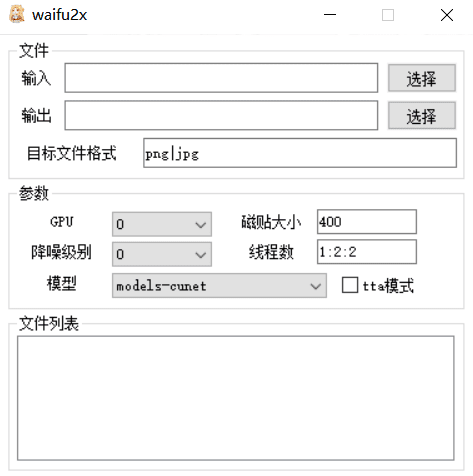 waifu2x
文件
输入 选择
输出 选择
目标文件格式 png|jpg
参数
GPU 0 磁贴大小 400
降噪级别 0 线程数 1:2:2
模型 models-cunet tta模式
文件列表